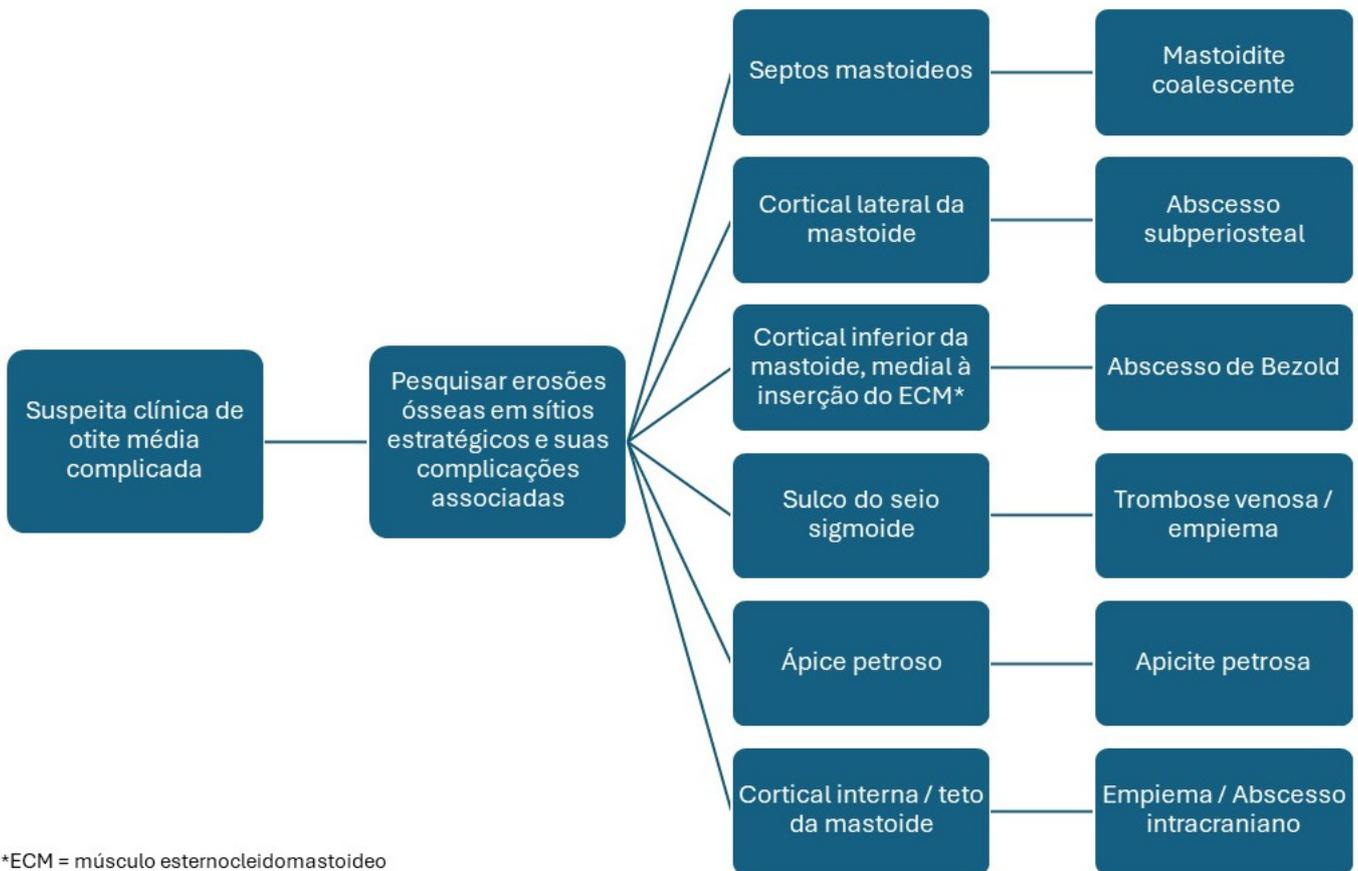 Suspeita clínica de
otite média
complicada
Pesquisar erosões
ósseas em sítios
estratégicos e suas
complicações
associadas
Septos mastoideos
Mastoidite
coalescente
Cortical lateral da
mastoide
Abscesso
subperiosteal
Cortical inferior da
mastoide, medial à
inserção do ECM*
Abscesso de Bezold
Sulco do seio
sigmoide
Trombose venosa /
empiema
Ápice petroso
Apicite petrosa
Cortical interna / teto
da mastoide
Empiema / Abscesso
intracraniano
*ECM = músculo esternocleidomastoideo